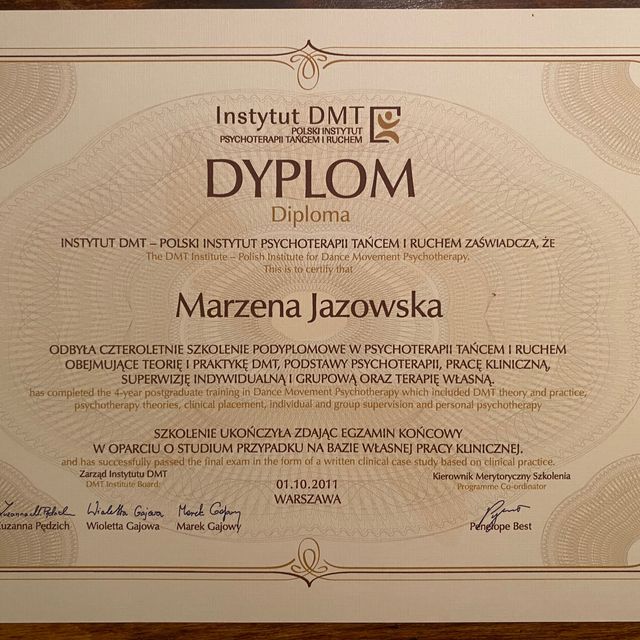 Instytut DMT
POLSKI INSTYTUT
PSYCHOTERAPII TAŃCEM I RUCHEM
DYPLOM
Diploma
INSTYTUT DMT – POLSKI INSTYTUT PSYCHOTERAPII TAŃCEM I RUCHEM ZAŚWIADCZA, ŻE
The DMT Institute – Polish Institute for Dance Movement Psychotherapy.
This is to certify that
Marzena Jazowska
ODBYŁA CZTEROLETNIE SZKOLENIE PODYPLOMOWE W PSYCHOTERAPII TAŃCEM I RUCHEM
OBEJMUJĄCE TEORIĘ I PRAKTYKĘ DMT, PODSTAWY PSYCHOTERAPII, PRACĘ KLINICZNĄ,
SUPERWIZJĘ INDYWIDUALNĄ I GRUPOWĄ ORAZ TERAPIĘ WŁASNĄ.
has completed the 4-year postgraduate training in Dance Movement Psychotherapy which included DMT theory and practice,
psychotherapy theories, clinical placement, individual and group supervision and personal psychotherapy
SZKOLENIE UKOŃCZYŁA ZDAJĄC EGZAMIN KOŃCOWY
W OPARCIU O STUDIUM PRZYPADKU NA BAZIE WŁASNEJ PRACY KLINICZNEJ.
and has successfully passed the final exam in the form of a written clinical case study based on clinical practice.
Zarząd Instytutu DMT
DMT Institute Board:
01.10.2011
WARSZAWA
Kierownik Merytoryczny Szkolenia
Programme Co-ordinator
Wioletta Gajowa
Marek Gajowy
Zuzanna Pędzich
Wioletta Gajowa
Marek Gajowy
Penelope Best